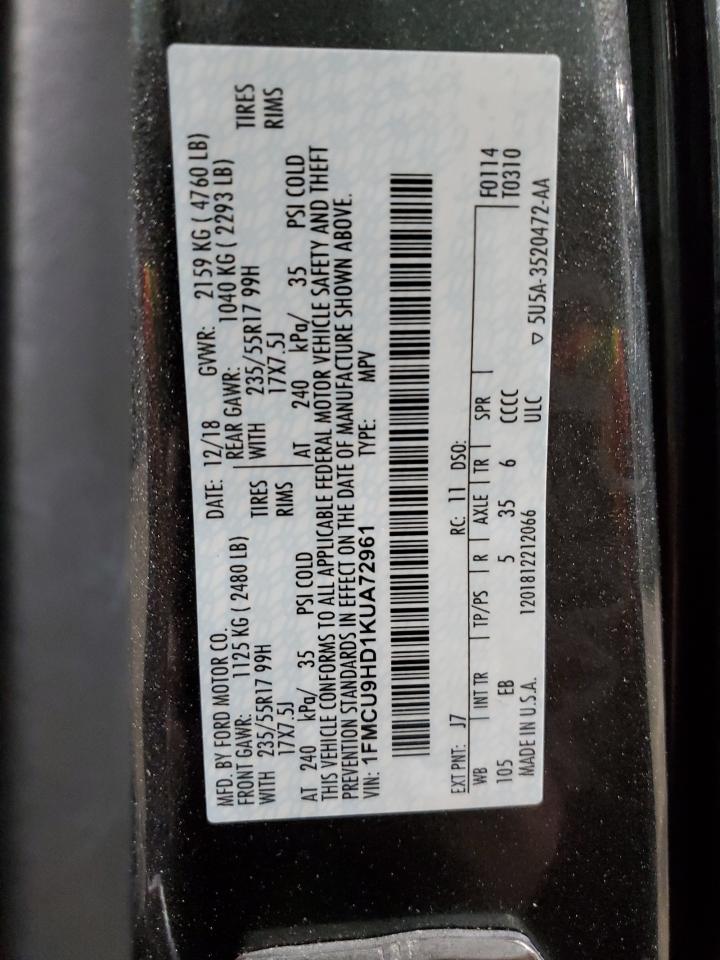 MFD. BY FORD MOTOR CO.
DATE: 12/18 GVWR: 2159 KG ( 4760 LB)
FRONT GAWR: 1125 KG ( 2480 LB) REAR GAWR: 1040 KG ( 2293 LB)
WITH 235/55R17 99H TIRES WITH 235/55R17 99H TIRES
17X7.5J RIMS 17X7.5J RIMS
AT 240 kPa/ 35 PSI COLD AT 240 kPa/ 35 PSI COLD
THIS VEHICLE CONFORMS TO ALL APPLICABLE FEDERAL MOTOR VEHICLE SAFETY AND THEFT
PREVENTION STANDARDS IN EFFECT ON THE DATE OF MANUFACTURE SHOWN ABOVE.
VIN: 1FMCU9HD1KUA72961 TYPE: MPV
EXT PNT: J7 RC: 11 DSO:
WB INT TR TP/PS R AXLE TR SPR F0114
105 EB 5 35 6 CCCC T0310
MADE IN U.S.A. 1201812212066 ULC
▽ 5U5A-3520472-AA